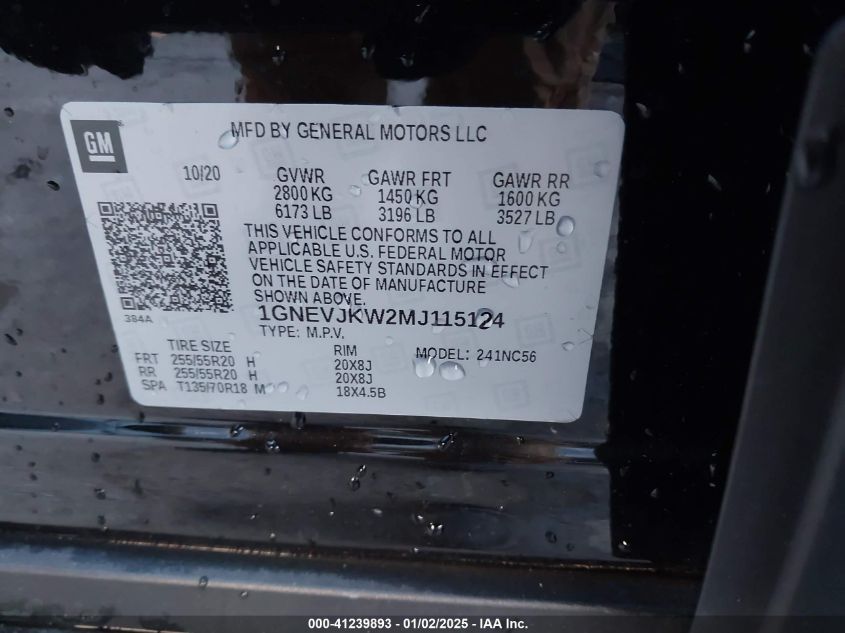 GM
MFD BY GENERAL MOTORS LLC
10/20
GVWR GAWR FRT GAWR RR
2800 KG 1450 KG 1600 KG
6173 LB 3196 LB 3527 LB
THIS VEHICLE CONFORMS TO ALL
APPLICABLE U.S. FEDERAL MOTOR
VEHICLE SAFETY STANDARDS IN EFFECT
ON THE DATE OF MANUFACTURE
SHOWN ABOVE.
384A
1GNEVJKW2MJ115124
TYPE: M.P.V.
TIRE SIZE RIM MODEL: 241NC56
FRT 255/55R20 H 20X8J
RR 255/55R20 H 20X8J
SPA T135/70R18 M 18X4.5B
000-41239893 - 01/02/2025 - IAA Inc.